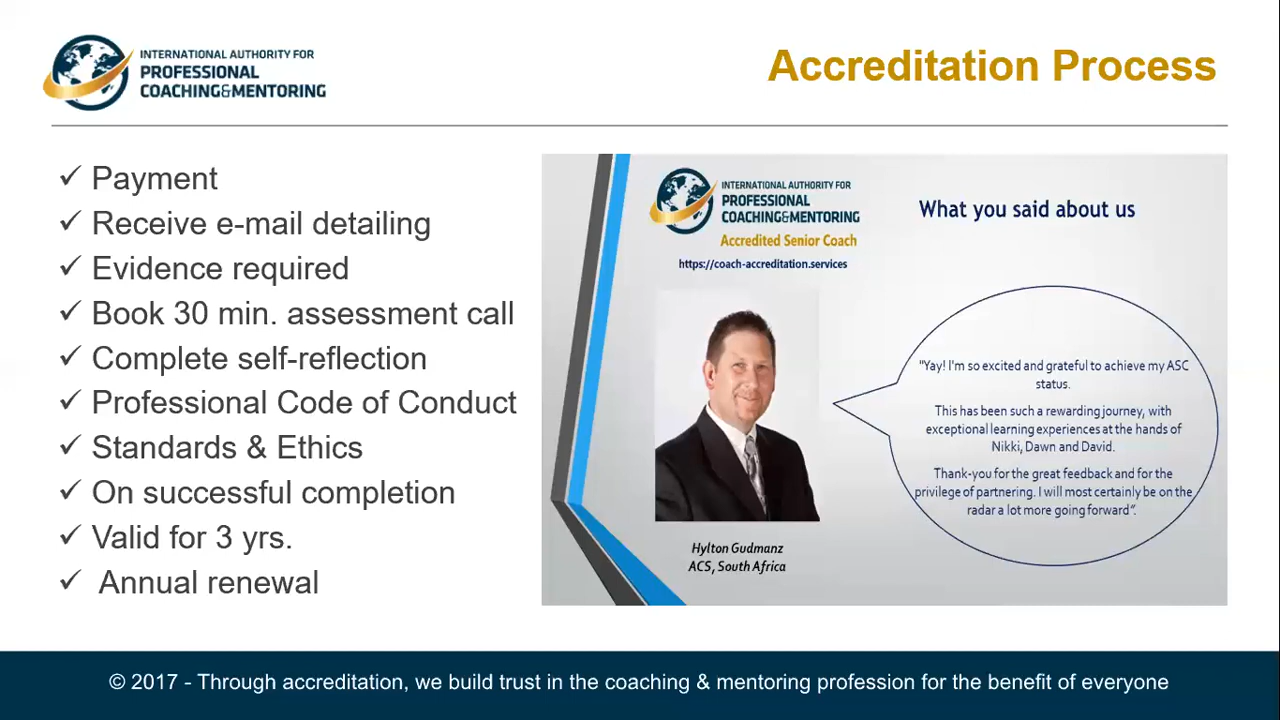 INTERNATIONAL AUTHORITY FOR
PROFESSIONAL
COACHING&MENTORING
Accreditation Process
✓ Payment
✓ Receive e-mail detailing
✓ Evidence required
✓ Book 30 min. assessment call
✓ Complete self-reflection
✓ Professional Code of Conduct
✓ Standards & Ethics
✓ On successful completion
✓ Valid for 3 yrs.
✓ Annual renewal
INTERNATIONAL AUTHORITY FOR
PROFESSIONAL
COACHING&MENTORING
Accredited Senior Coach
https://coach-accreditation.services
What you said about us
"Yay! I'm so excited and grateful to achieve my ASC
status.
This has been such a rewarding journey, with
exceptional learning experiences at the hands of
Nikki, Dawn and David.
Thank-you for the great feedback and for the
privilege of partnering. I will most certainly be on the
radar a lot more going forward".
Hylton Gudmanz
ACS, South Africa
© 2017 - Through accreditation, we build trust in the coaching & mentoring profession for the benefit of everyone